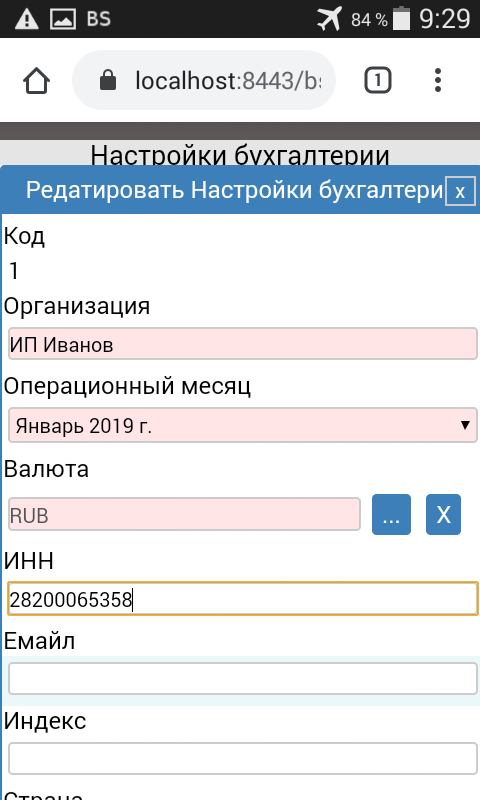 BS 84 % 9:29
localhost:8443/bs
1
Настройки бухгалтерии
Редатировать Настройки бухгалтери x
Код
1
Организация
ИП Иванов
Операционный месяц
Январь 2019 г.
Валюта
RUB ... X
ИНН
28200065358
Емайл
Индекс
Страна